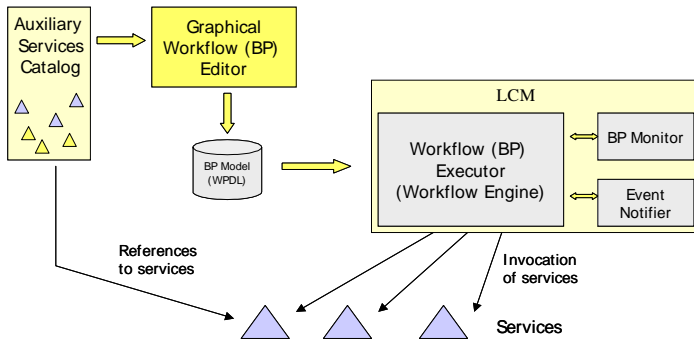 Auxiliary
Services
Catalog
Graphical
Workflow (BP)
Editor
LCM
BP Model
(WPDL)
Workflow (BP)
Executor
(Workflow Engine)
BP Monitor
Event
Notifier
References
to services
Invocation
of services
Services